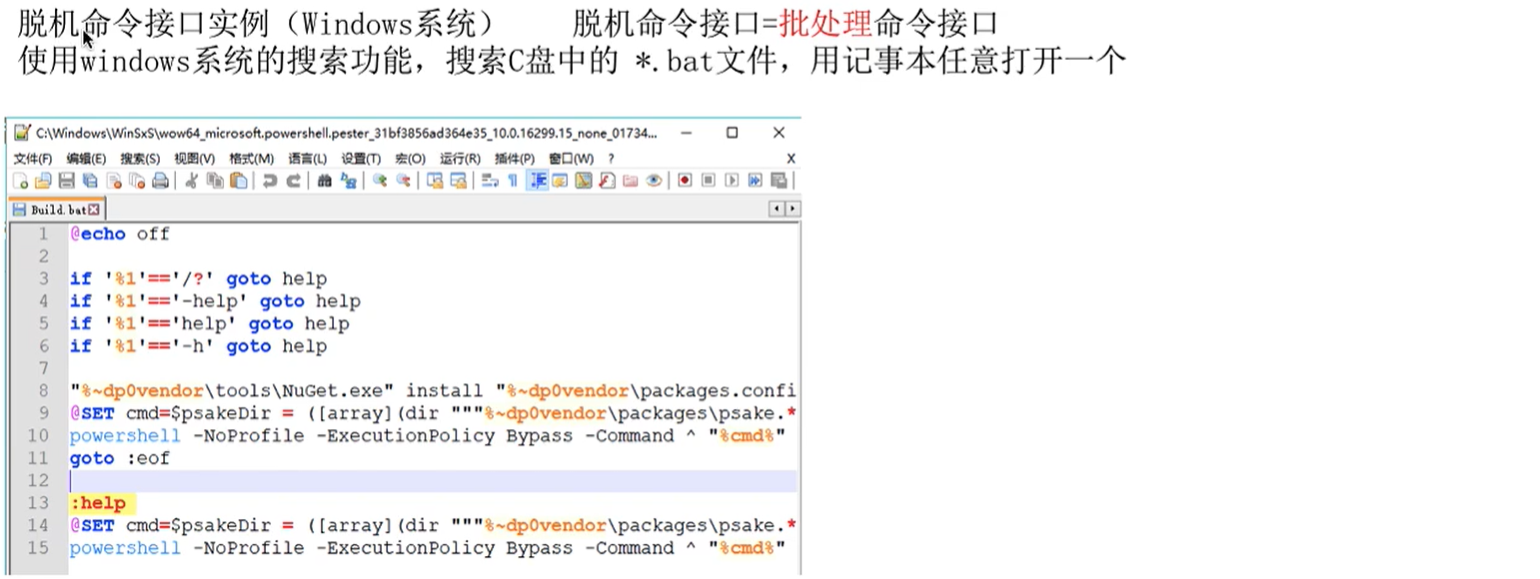 脱机命令接口实例（Windows系统） 脱机命令接口=批处理命令接口
使用windows系统的搜索功能，搜索C盘中的 *.bat文件，用记事本任意打开一个
C:\Windows\WinSxS\wow64_microsoft.powershell.pester_31bf3856ad364e35_10.0.16299.15_none_01734...
文件(F) 编辑(E) 搜索(S) 视图(V) 格式(M) 语言(L) 设置(T) 宏(O) 运行(R) 插件(P) 窗口(W) ? X
Build.bat
1 @echo off
2
3 if '%1'=='/?' goto help
4 if '%1'=='-help' goto help
5 if '%1'=='help' goto help
6 if '%1'=='-h' goto help
7
8 "%~dp0vendor\tools\NuGet.exe" install "%~dp0vendor\packages.confi
9 @SET cmd=$psakeDir = ([array](dir """%~dp0vendor\packages\psake.*
10 powershell -NoProfile -ExecutionPolicy Bypass -Command ^ "%cmd%"
11 goto :eof
12
13 :help
14 @SET cmd=$psakeDir = ([array](dir """%~dp0vendor\packages\psake.*
15 powershell -NoProfile -ExecutionPolicy Bypass -Command ^ "%cmd%"